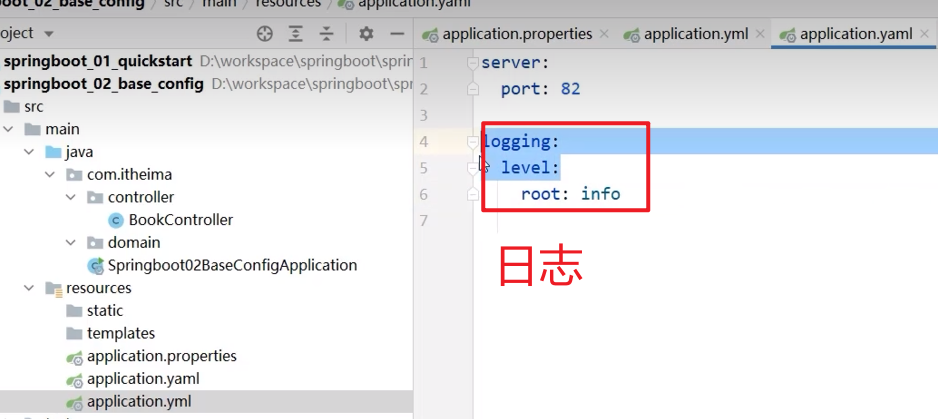 boot_02_base_config / src / main / resources / application.yaml
oject
application.properties
application.yml
application.yaml
springboot_01_quickstart D:\workspace\springboot\sprin
springboot_02_base_config D:\workspace\springboot\spr
src
main
java
com.itheima
controller
BookController
domain
Springboot02BaseConfigApplication
resources
static
templates
application.properties
application.yaml
application.yml
1 server:
2 port: 82
3
4 logging:
5 level:
6 root: info
7
日志